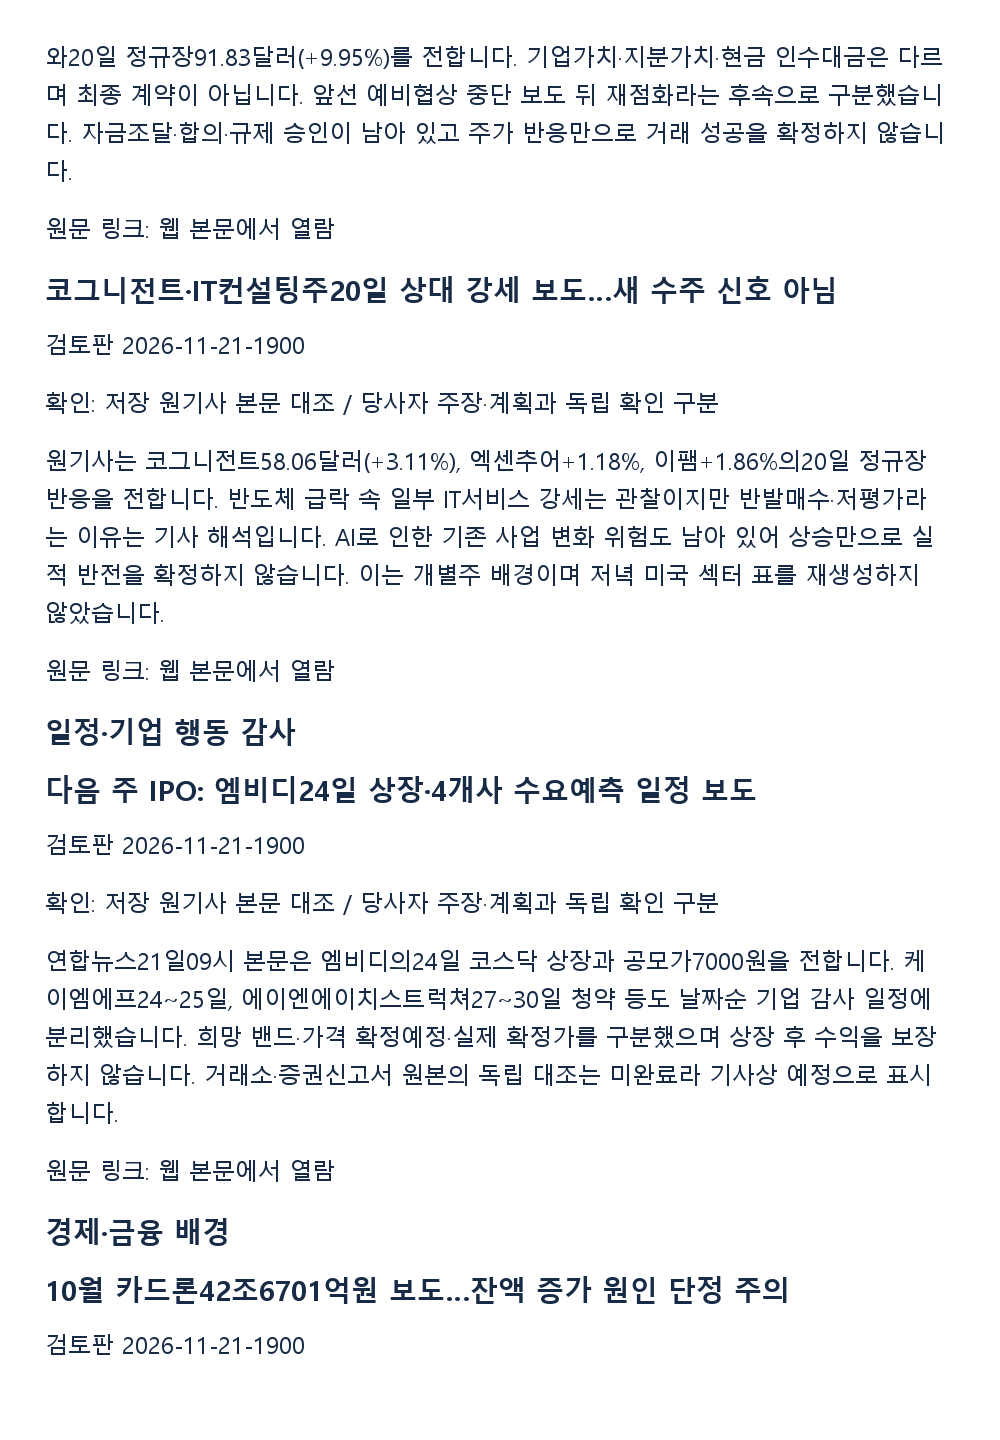 와20일 정규장91.83달러(+9.95%)를 전합니다. 기업가치·지분가치·현금 인수대금은 다르
며 최종 계약이 아닙니다. 앞선 예비협상 중단 보도 뒤 재점화라는 후속으로 구분했습니
다. 자금조달·합의·규제 승인이 남아 있고 주가 반응만으로 거래 성공을 확정하지 않습니
다.
원문 링크: 웹 본문에서 열람
코그니전트·IT컨설팅주20일 상대 강세 보도…새 수주 신호 아님
검토판 2026-11-21-1900
확인: 저장 원기사 본문 대조 / 당사자 주장·계획과 독립 확인 구분
원기사는 코그니전트58.06달러(+3.11%), 엑센추어+1.18%, 이팸+1.86%의20일 정규장
반응을 전합니다. 반도체 급락 속 일부 IT서비스 강세는 관찰이지만 반발매수·저평가라
는 이유는 기사 해석입니다. AI로 인한 기존 사업 변화 위험도 남아 있어 상승만으로 실
적 반전을 확정하지 않습니다. 이는 개별주 배경이며 저녁 미국 섹터 표를 재생성하지
않았습니다.
원문 링크: 웹 본문에서 열람
일정·기업 행동 감사
다음 주 IPO: 엠비디24일 상장·4개사 수요예측 일정 보도
검토판 2026-11-21-1900
확인: 저장 원기사 본문 대조 / 당사자 주장·계획과 독립 확인 구분
연합뉴스21일09시 본문은 엠비디의24일 코스닥 상장과 공모가7000원을 전합니다. 케
이엠에프24~25일, 에이엔에이치스트럭쳐27~30일 청약 등도 날짜순 기업 감사 일정에
분리했습니다. 희망 밴드·가격 확정예정·실제 확정가를 구분했으며 상장 후 수익을 보장
하지 않습니다. 거래소·증권신고서 원본의 독립 대조는 미완료라 기사상 예정으로 표시
합니다.
원문 링크: 웹 본문에서 열람
경제·금융 배경
10월 카드론42조6701억원 보도…잔액 증가 원인 단정 주의
검토판 2026-11-21-1900